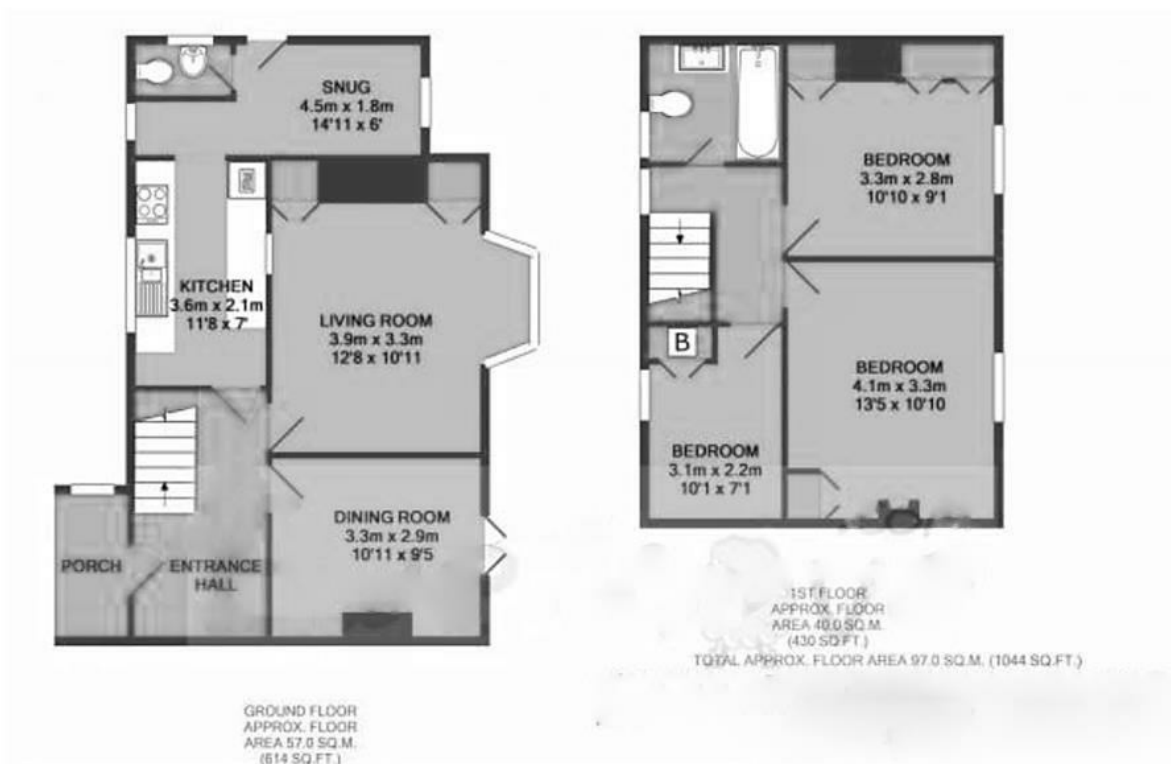 SNUG
4.5m x 1.8m
14'11 x 6'
KITCHEN
3.6m x 2.1m
11'8 x 7'
LIVING ROOM
3.9m x 3.3m
12'8 x 10'11
DINING ROOM
3.3m x 2.9m
10'11 x 9'5
PORCH
ENTRANCE
HALL
GROUND FLOOR
APPROX. FLOOR
AREA 57.0 SQ.M.
(614 SQ.FT.)
BEDROOM
3.3m x 2.8m
10'10 x 9'1
B
BEDROOM
4.1m x 3.3m
13'5 x 10'10
BEDROOM
3.1m x 2.2m
10'1 x 7'1
1ST FLOOR
APPROX. FLOOR
AREA 40.0 SQ.M.
(430 SQ.FT.)
TOTAL APPROX. FLOOR AREA 97.0 SQ.M. (1044 SQ.FT.)